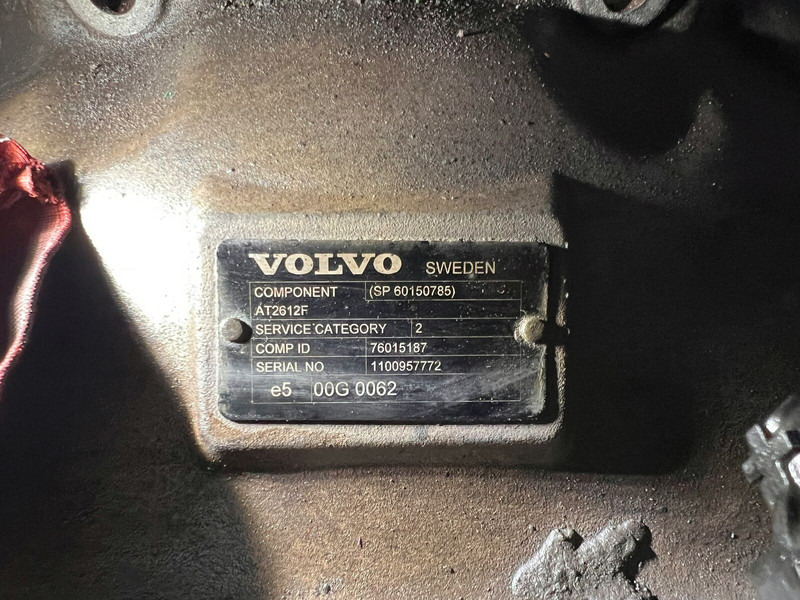 VOLVO SWEDEN
COMPONENT (SP 60150785)
AT2612F
SERVICE CATEGORY 2
COMP ID 76015187
SERIAL NO 1100957772
e5 00G 0062